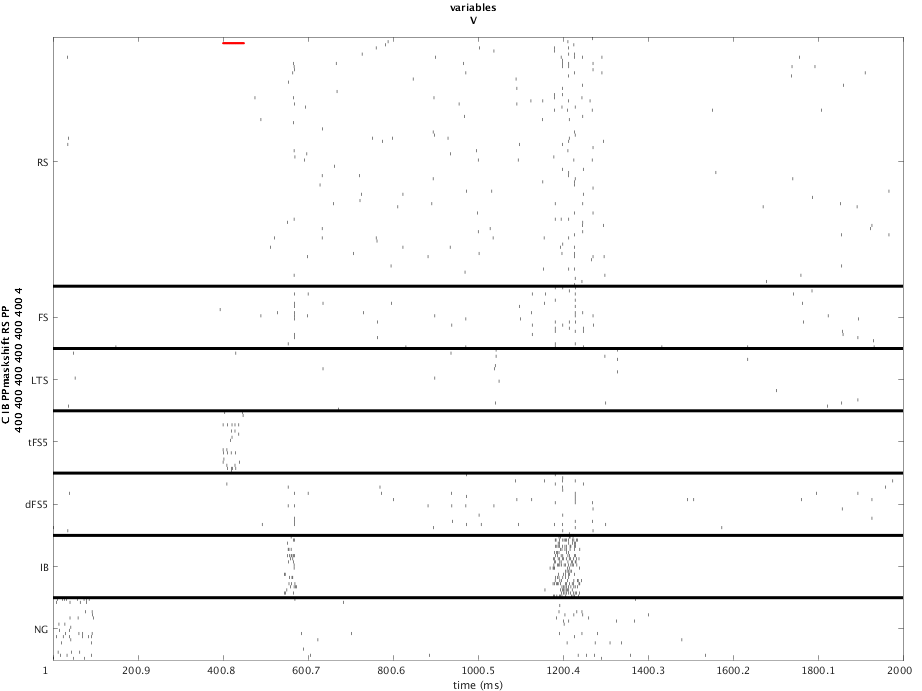 variables
V
C IB PPmaskshift RS PP
400 400 400 400 400 400 4
RS
FS
LTS
tFS5
dFS5
IB
NG
1 200.9 400.8 600.7 800.6 1000.5 1200.4 1400.3 1600.2 1800.1 2000
time (ms)